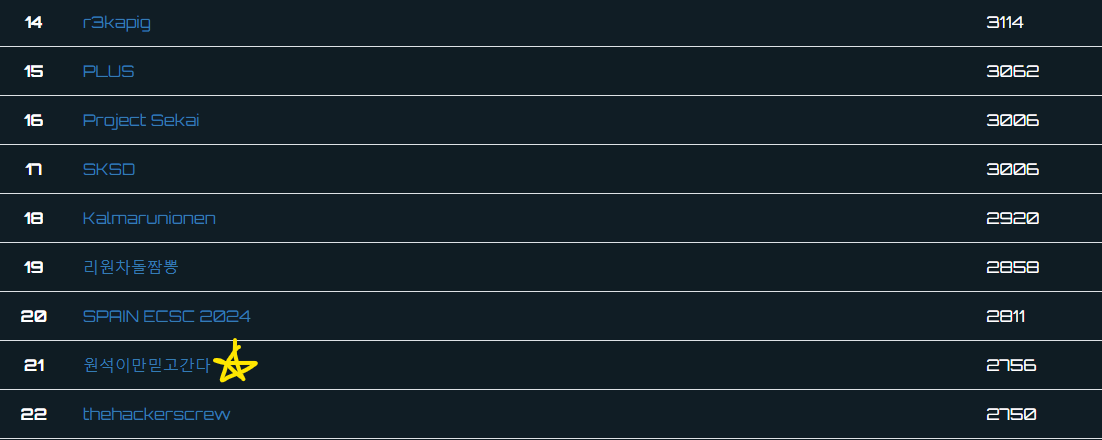 14 r3kapig 3114
15 PLUS 3062
16 Project Sekai 3006
17 SKSD 3006
18 Kalmarunionen 2920
19 리원차돌짬뽕 2858
20 SPAIN ECSC 2024 2811
21 원석이만믿고간다 2756
22 thehackerscrew 2750